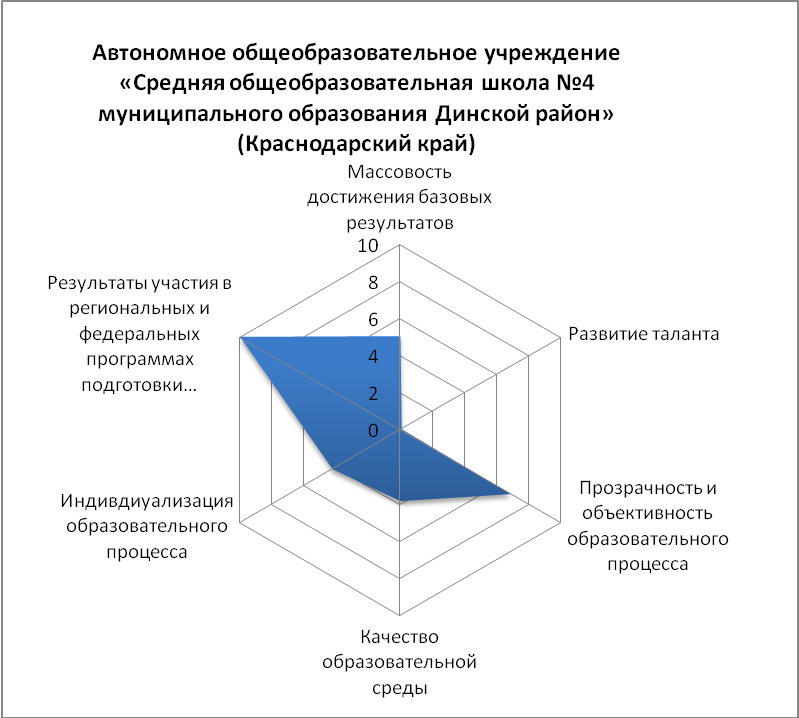 Автономное общеобразовательное учреждение
«Средняя общеобразовательная школа №4
муниципального образования Динской район»
(Краснодарский край)
Массовость
достижения базовых
результатов
10
8
6
4
2
0
Развитие таланта
Прозрачность и
объективность
образовательного
процесса
Качество
образовательной
среды
Индивдиуализация
образовательного
процесса
Результаты участия в
региональных и
федеральных
программах
подготовки...